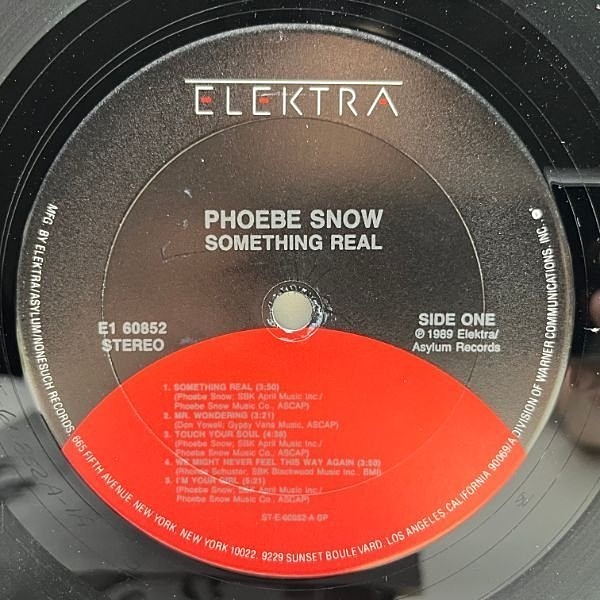 ELEKTRA
PHOEBE SNOW
SOMETHING REAL
E1 60852
STEREO
SIDE ONE
℗ 1989 Elektra/
Asylum Records
1. SOMETHING REAL (3:50)
(Phoebe Snow; SBK April Music Inc./
Phoebe Snow Music Co., ASCAP)
2. MR. WONDERING (3:21)
(Don Yowell; Gypsy Vans Music, ASCAP)
3. TOUCH YOUR SOUL (4:38)
(Phoebe Snow; SBK April Music Inc./
Phoebe Snow Music Co., ASCAP)
4. WE MIGHT NEVER FEEL THIS WAY AGAIN (3:50)
Schuster; SBK Blackwood Music Inc. BMI)
5. I'M YOUR GIRL (5:21)
(Phoebe Snow; SBK April Music Inc./
Phoebe Snow Music Co., ASCAP)
ST-E-60852-A GP
MFG. BY ELEKTRA/ASYLUM/NONESUCH RECORDS, 665 FIFTH AVENUE, NEW YORK, NEW YORK 10022. 9229 SUNSET BOULEVARD, LOS ANGELES, CALIFORNIA 90069/A DIVISION OF WARNER COMMUNICATIONS, INC.